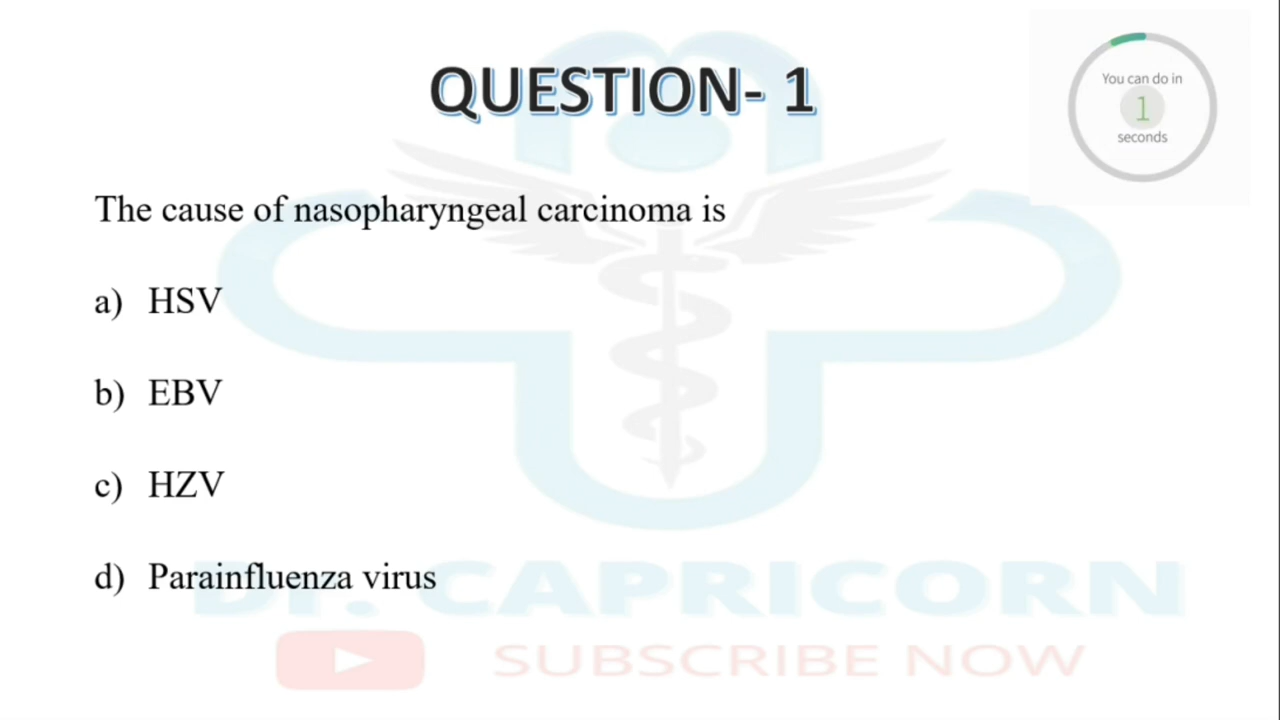 QUESTION- 1
You can do in
1
seconds
The cause of nasopharyngeal carcinoma is
a) HSV
b) EBV
c) HZV
d) Parainfluenza virus
Dr. CAPRICORN
SUBSCRIBE NOW